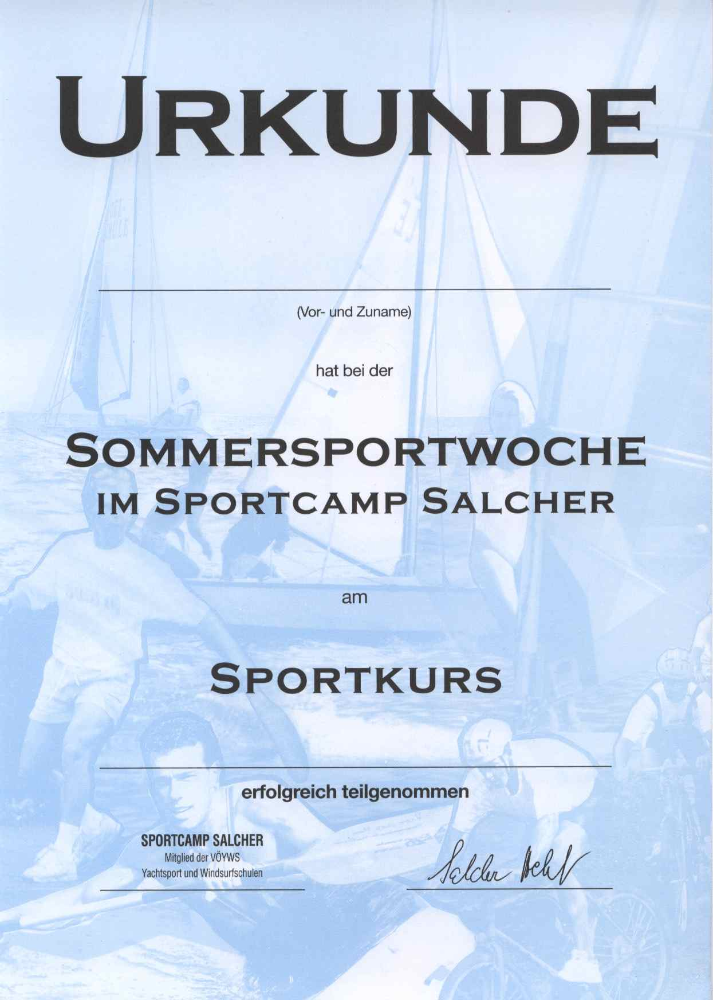 URKUNDE
(Vor- und Zuname)
hat bei der
SOMMERSPORTWOCHE
IM SPORTCAMP SALCHER
am
SPORTKURS
erfolgreich teilgenommen
SPORTCAMP SALCHER
Mitglied der VÖYWS
Yachtsport und Windsurfschulen